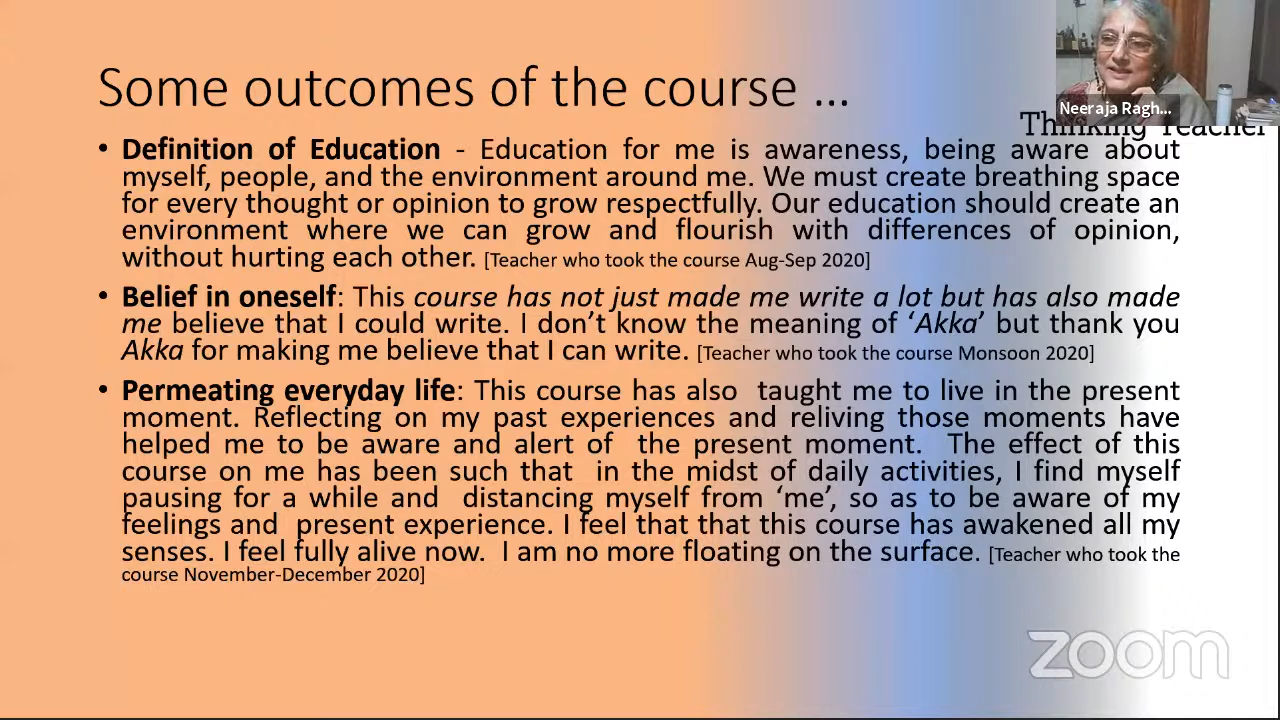 Some outcomes of the course ...
Neeraja Ragh...
Thinking Teacher
• Definition of Education - Education for me is awareness, being aware about
myself, people, and the environment around me. We must create breathing space
for every thought or opinion to grow respectfully. Our education should create an
environment where we can grow and flourish with differences of opinion,
without hurting each other. [Teacher who took the course Aug-Sep 2020]
• Belief in oneself: This course has not just made me write a lot but has also made
me believe that I could write. I don’t know the meaning of ‘Akka’ but thank you
Akka for making me believe that I can write. [Teacher who took the course Monsoon 2020]
• Permeating everyday life: This course has also taught me to live in the present
moment. Reflecting on my past experiences and reliving those moments have
helped me to be aware and alert of the present moment. The effect of this
course on me has been such that in the midst of daily activities, I find myself
pausing for a while and distancing myself from ‘me’, so as to be aware of my
feelings and present experience. I feel that that this course has awakened all my
senses. I feel fully alive now. I am no more floating on the surface. [Teacher who took the
course November-December 2020]
zoom